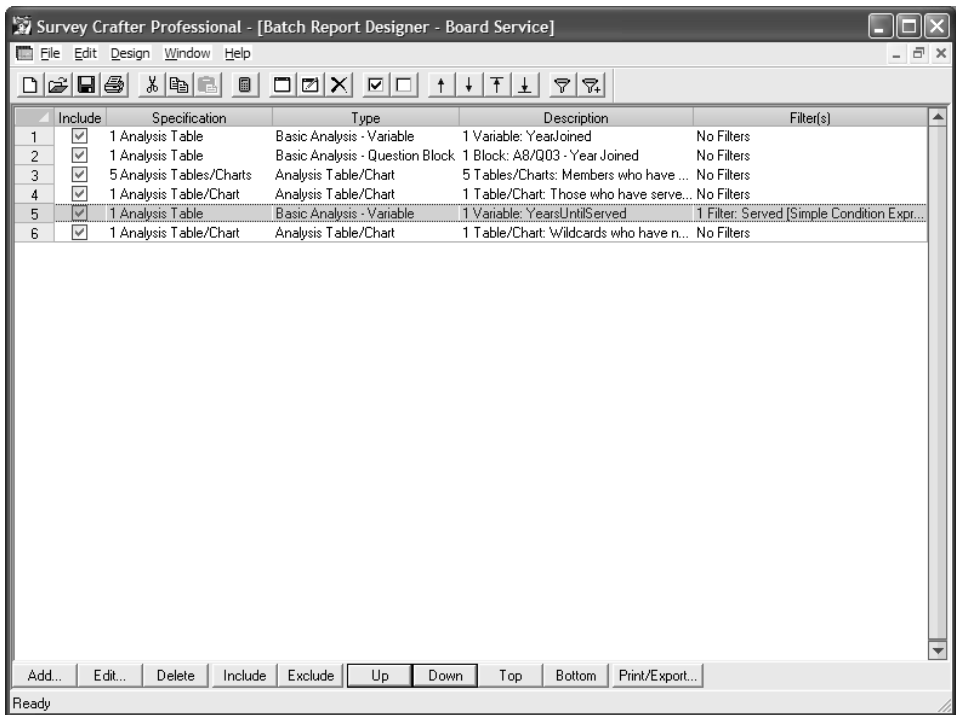 Survey Crafter Professional - [Batch Report Designer - Board Service]
File Edit Design Window Help
Include Specification Type Description Filter(s)
1 1 Analysis Table Basic Analysis - Variable 1 Variable: YearJoined No Filters
2 1 Analysis Table Basic Analysis - Question Block 1 Block: A8/Q03 - Year Joined No Filters
3 5 Analysis Tables/Charts Analysis Table/Chart 5 Tables/Charts: Members who have ... No Filters
4 1 Analysis Table/Chart Analysis Table/Chart 1 Table/Chart: Those who have serve... No Filters
5 1 Analysis Table Basic Analysis - Variable 1 Variable: YearsUntilServed 1 Filter: Served [Simple Condition Expr...
6 1 Analysis Table/Chart Analysis Table/Chart 1 Table/Chart: Wildcards who have n... No Filters
Add... Edit... Delete Include Exclude Up Down Top Bottom Print/Export...
Ready